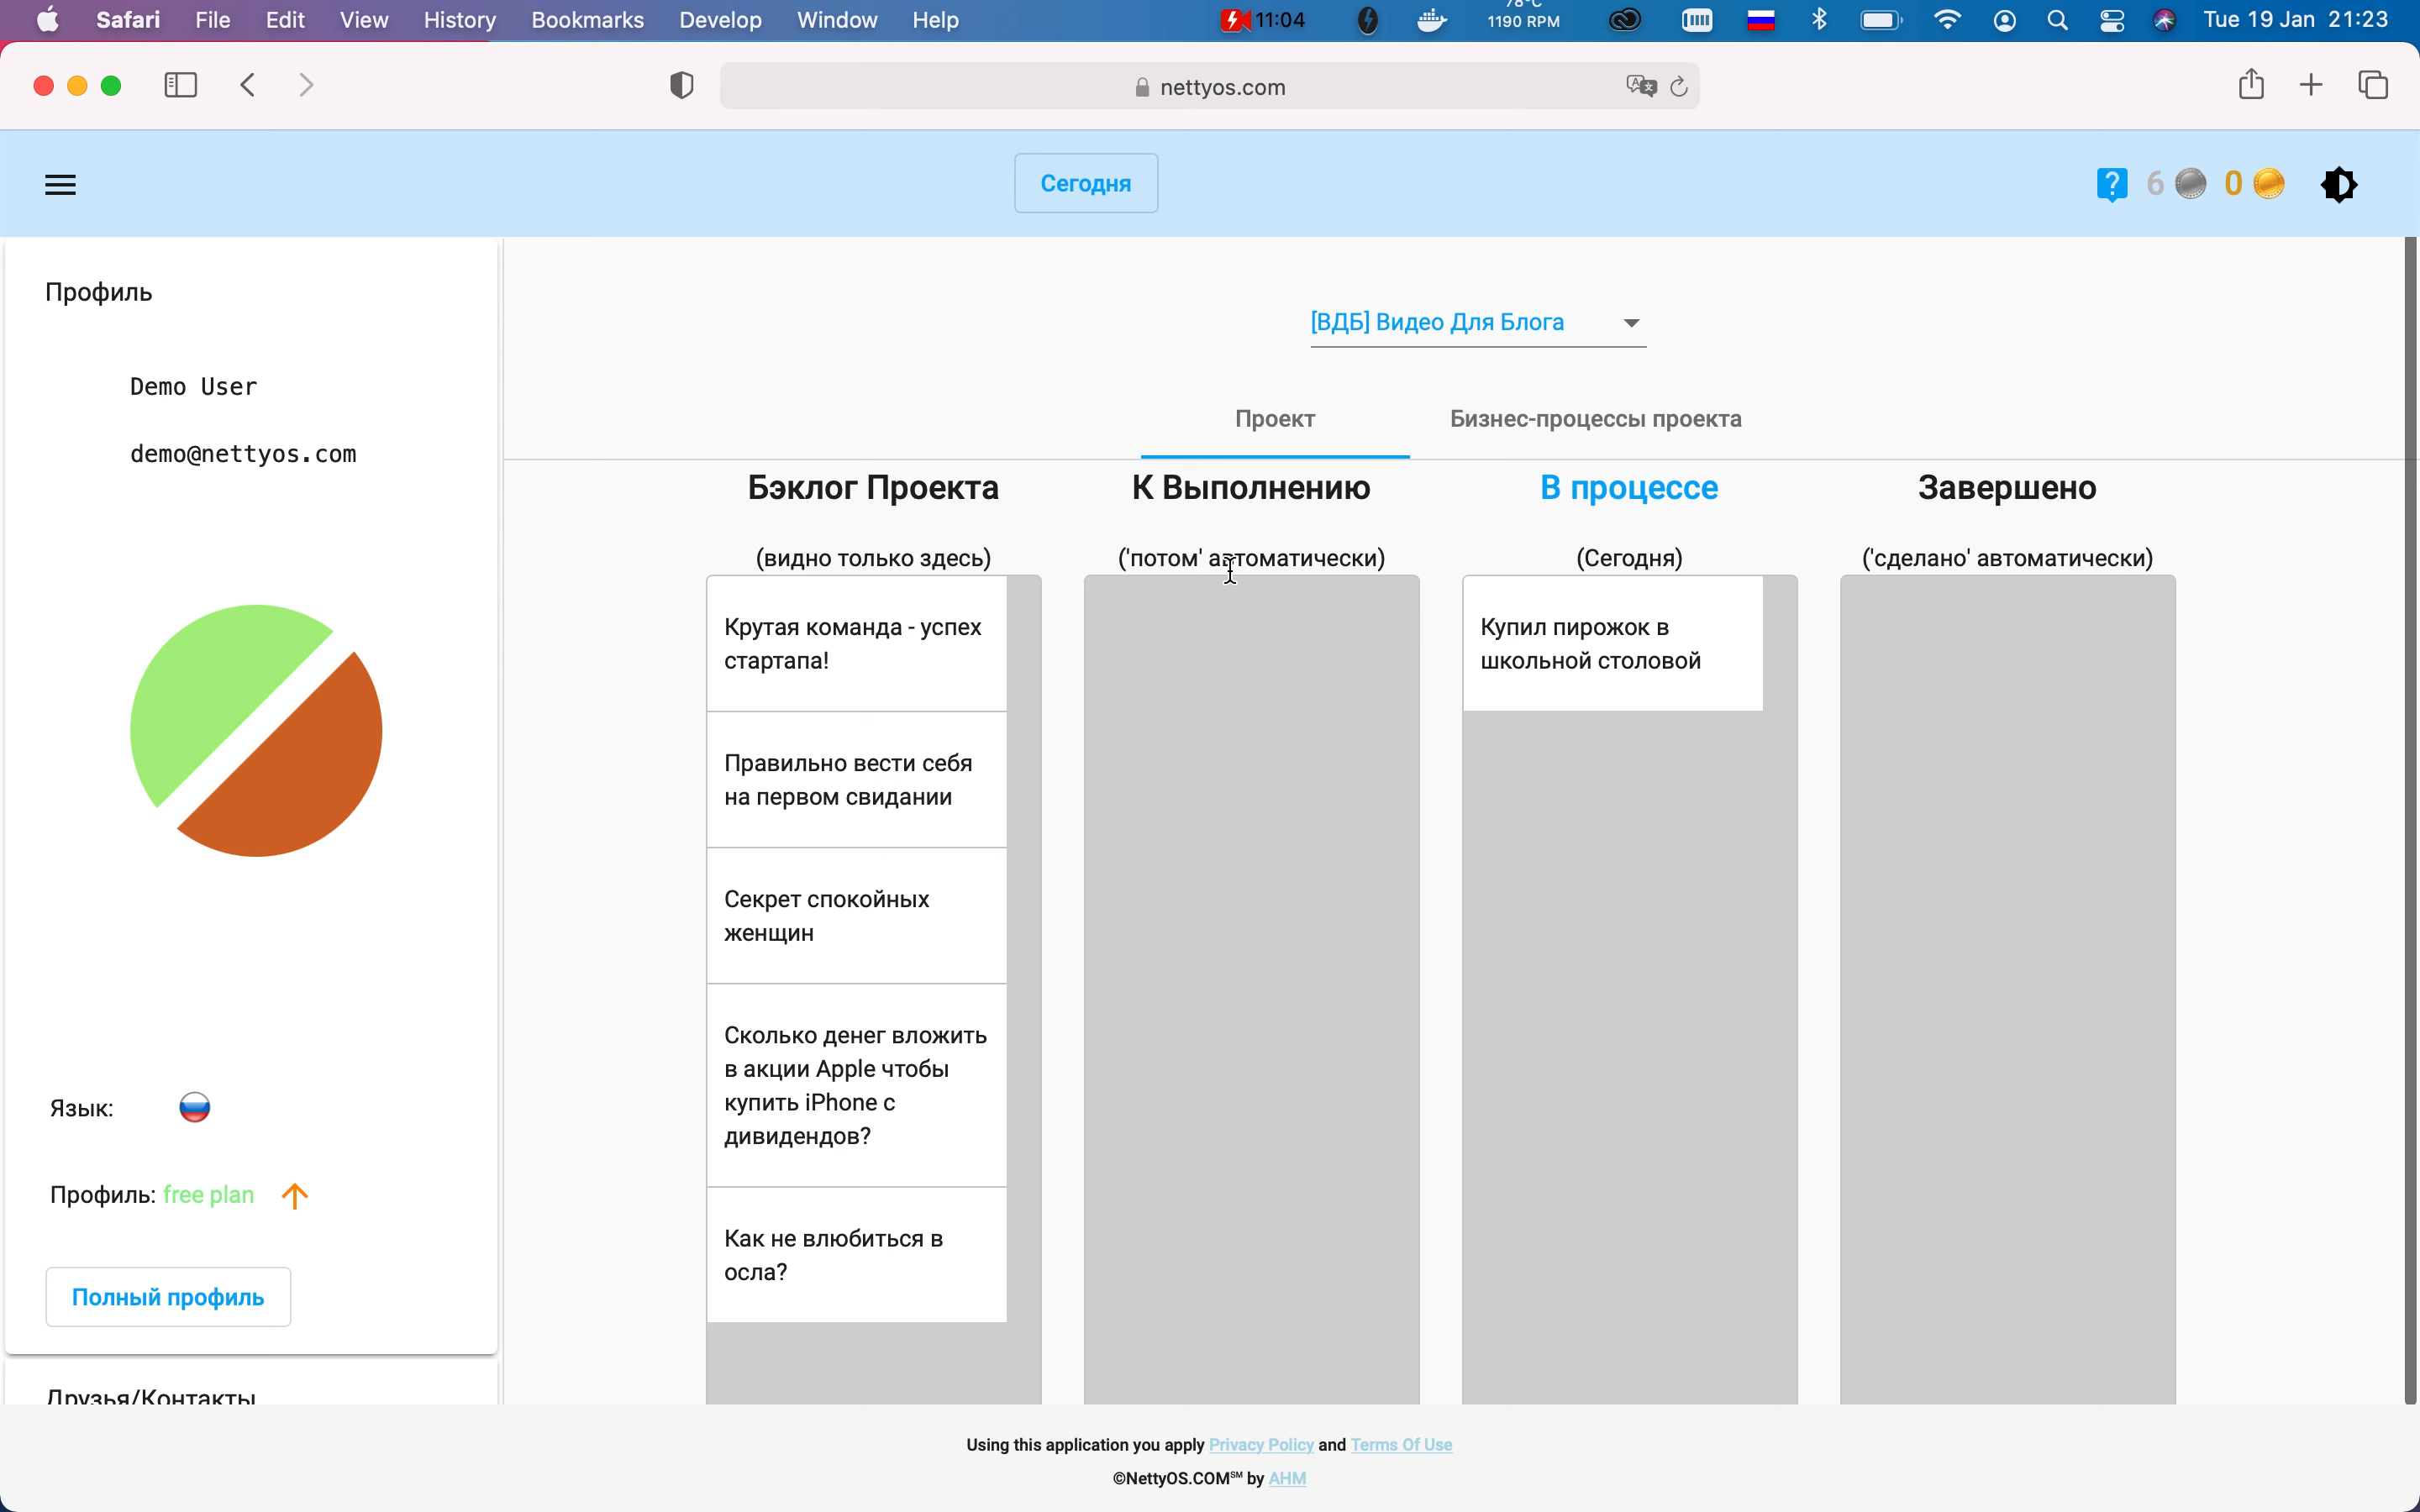 Safari File Edit View History Bookmarks Develop Window Help
11:04
1190 RPM
Tue 19 Jan 21:23
nettyos.com
Сегодня
6
0
Профиль
Demo User
demo@nettyos.com
Язык:
Профиль: free plan
Полный профиль
Друзья/Контакты
[ВДБ] Видео Для Блога
Проект
Бизнес-процессы проекта
Бэклог Проекта
(видно только здесь)
Крутая команда - успех
стартапа!
Правильно вести себя
на первом свидании
Секрет спокойных
женщин
Сколько денег вложить
в акции Apple чтобы
купить iPhone с
дивидендов?
Как не влюбиться в
осла?
К Выполнению
('потом' автоматически)
В процессе
(Сегодня)
Купил пирожок в
школьной столовой
Завершено
('сделано' автоматически)
Using this application you apply Privacy Policy and Terms Of Use
©NettyOS.COM℠ by AHM